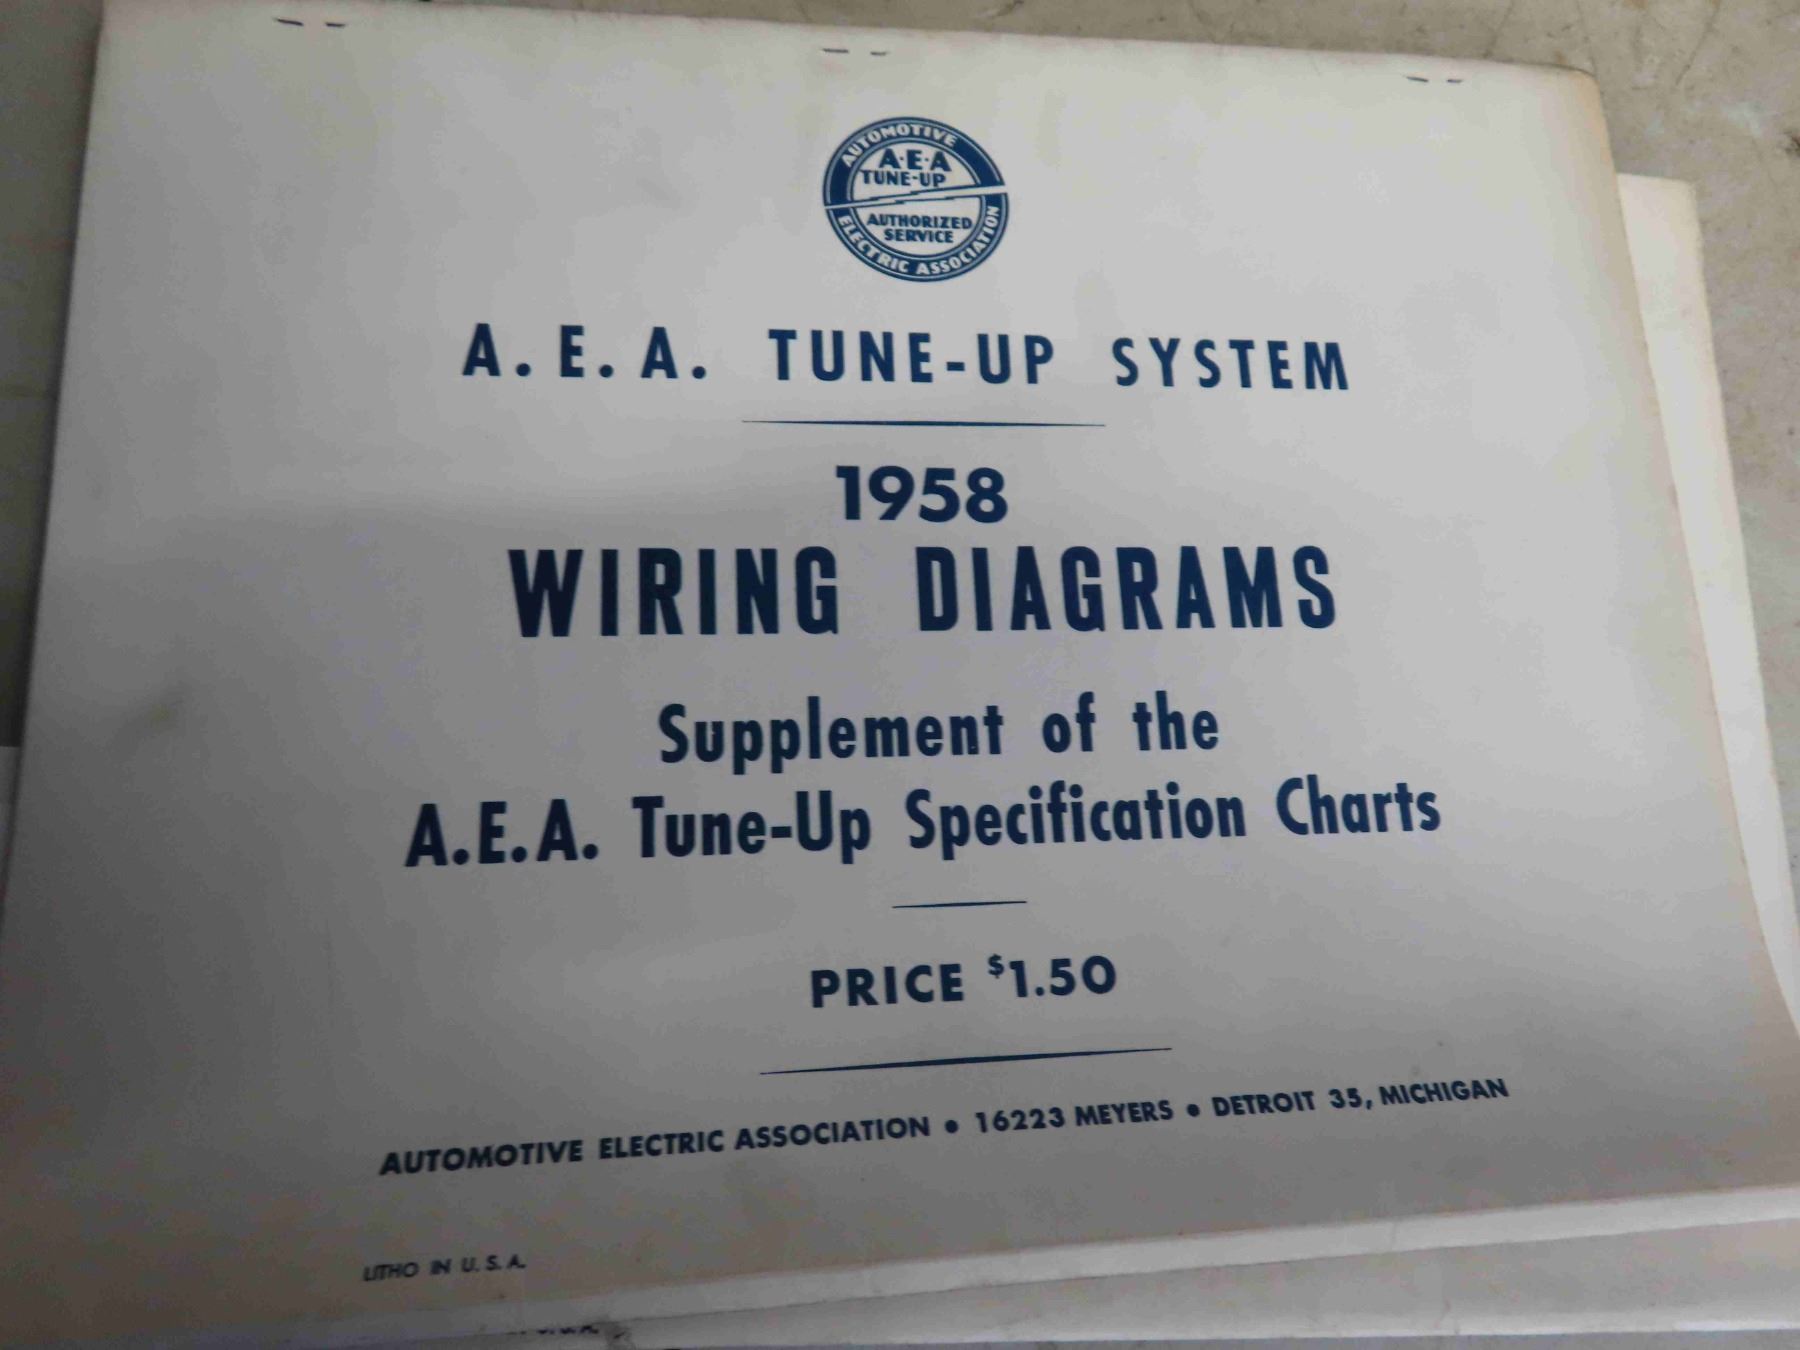 AUTOMOTIVE
A·E·A
TUNE-UP
AUTHORIZED
SERVICE
ELECTRIC ASSOCIATION
A. E. A. TUNE-UP SYSTEM
1958
WIRING DIAGRAMS
Supplement of the
A.E.A. Tune-Up Specification Charts
PRICE $1.50
AUTOMOTIVE ELECTRIC ASSOCIATION • 16223 MEYERS • DETROIT 35, MICHIGAN
LITHO IN U. S. A.